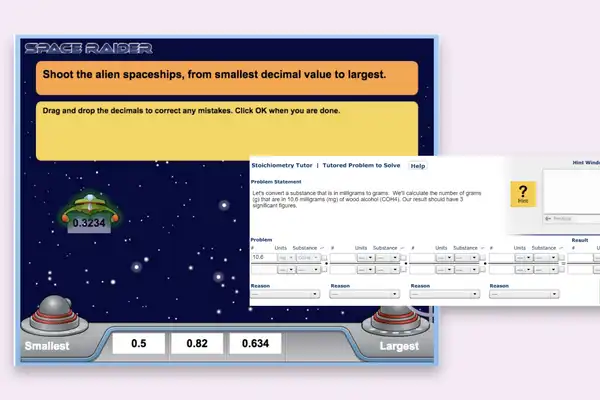 SPACE RAIDER
Shoot the alien spaceships, from smallest decimal value to largest.
Drag and drop the decimals to correct any mistakes. Click OK when you are done.
0.3234
Smallest
0.5
0.82
0.634
Largest
Stoichiometry Tutor | Tutored Problem to Solve Help
Hint Windo
Problem Statement
Let's convert a substance that is in milligrams to grams. We'll calculate the number of grams
(g) that are in 10.6 milligrams (mg) of wood alcohol (COH4). Our result should have 3
significant figures.
?
Hint
Previous
Problem Result
# Units Substance # Units Substance # Units Substance # Units Substance # Units
10.6 mg COH4
Reason Reason Reason Reason